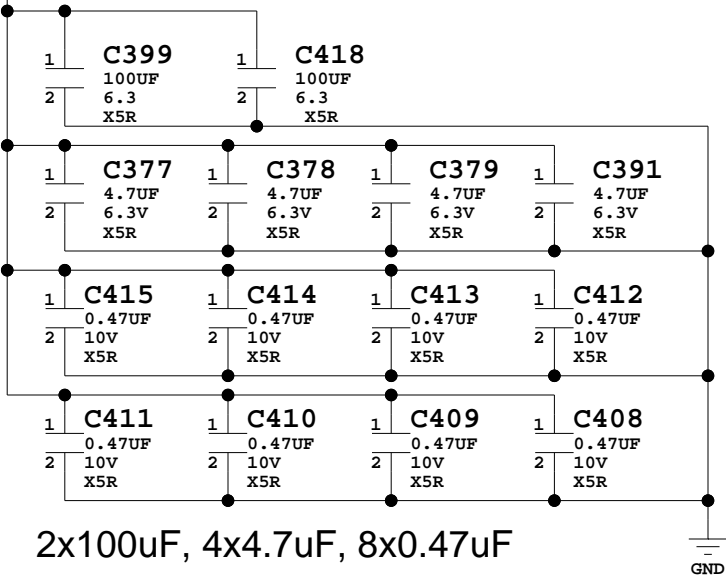 1 C399
100UF
2 6.3
X5R
1 C418
100UF
2 6.3
X5R
1 C377
4.7UF
2 6.3V
X5R
1 C378
4.7UF
2 6.3V
X5R
1 C379
4.7UF
2 6.3V
X5R
1 C391
4.7UF
2 6.3V
X5R
1 C415
0.47UF
2 10V
X5R
1 C414
0.47UF
2 10V
X5R
1 C413
0.47UF
2 10V
X5R
1 C412
0.47UF
2 10V
X5R
1 C411
0.47UF
2 10V
X5R
1 C410
0.47UF
2 10V
X5R
1 C409
0.47UF
2 10V
X5R
1 C408
0.47UF
2 10V
X5R
2x100uF, 4x4.7uF, 8x0.47uF
GND